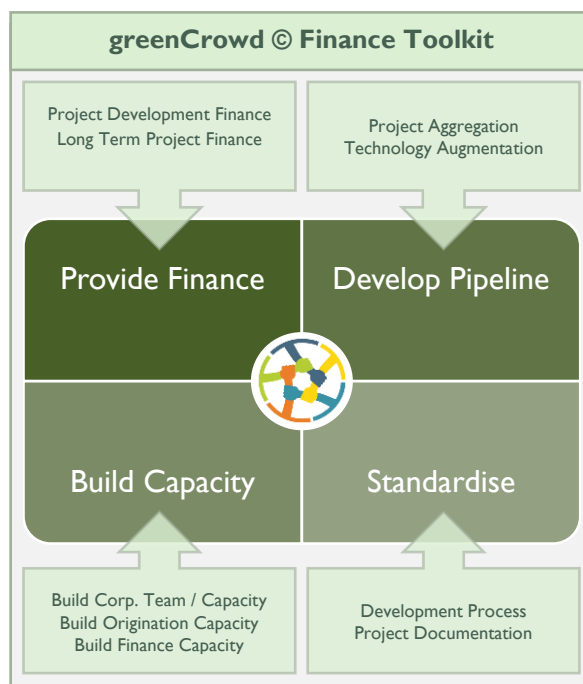 greenCrowd © Finance Toolkit
Project Development Finance
Long Term Project Finance
Project Aggregation
Technology Augmentation
Provide Finance
Develop Pipeline
Build Capacity
Standardise
Build Corp. Team / Capacity
Build Origination Capacity
Build Finance Capacity
Development Process
Project Documentation